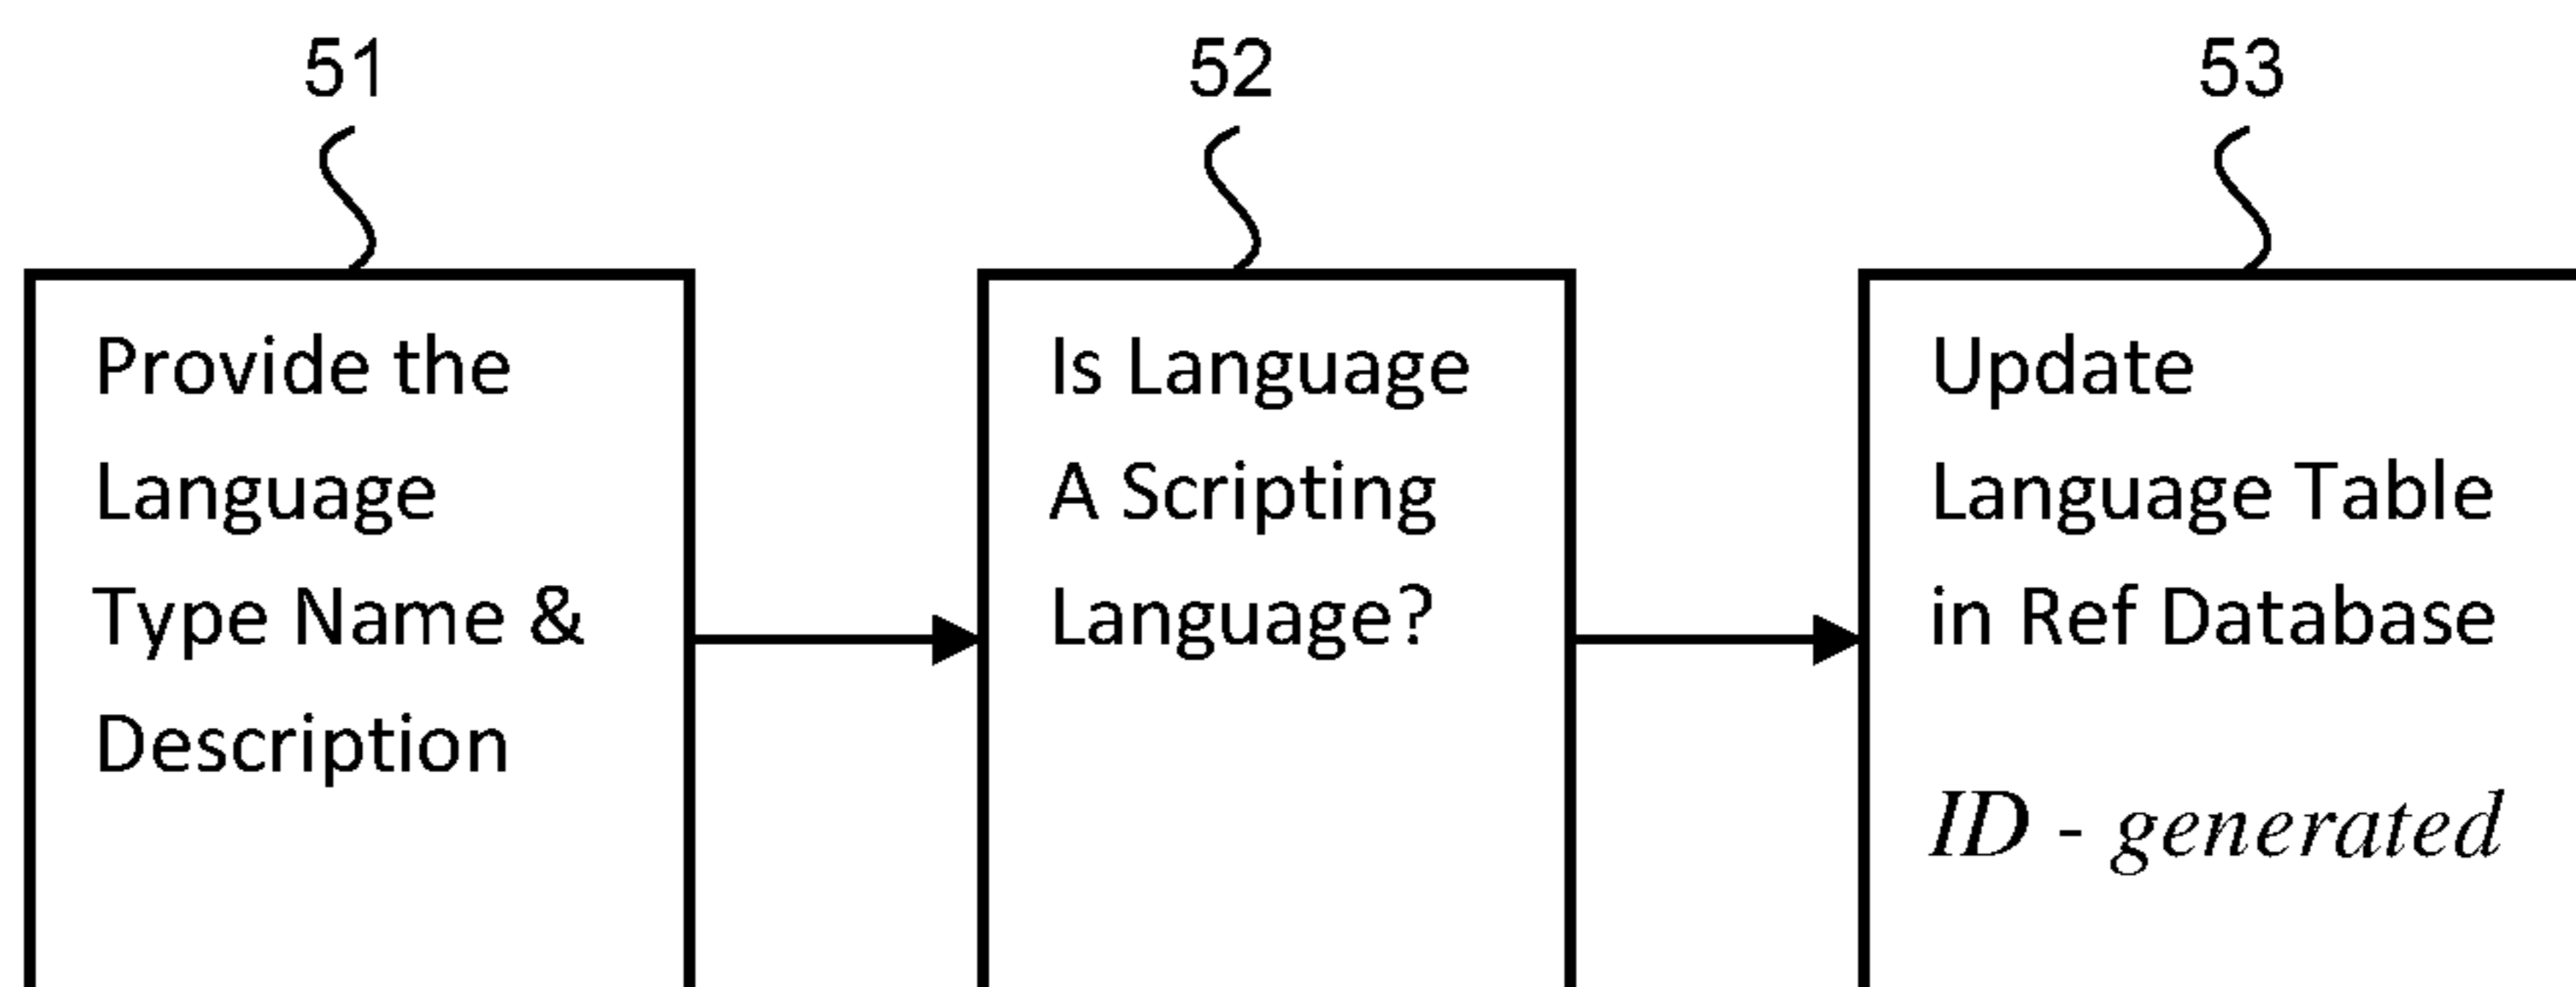 51
52
53
Provide the
Language
Type Name &
Description
Is Language
A Scripting
Language?
Update
Language Table
in Ref Database
ID - generated